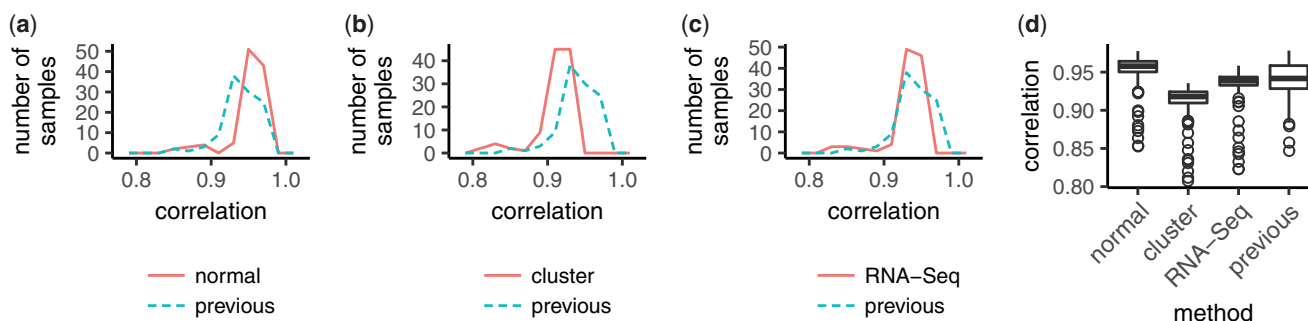 (a)
number of
samples
50
40
30
20
10
0
0.8 0.9 1.0
correlation
normal
previous
(b)
number of
samples
40
30
20
10
0
0.8 0.9 1.0
correlation
cluster
previous
(c)
number of
samples
50
40
30
20
10
0
0.8 0.9 1.0
correlation
RNA−Seq
previous
(d)
correlation
0.95
0.90
0.85
0.80
normal
cluster
RNA−Seq
previous
method